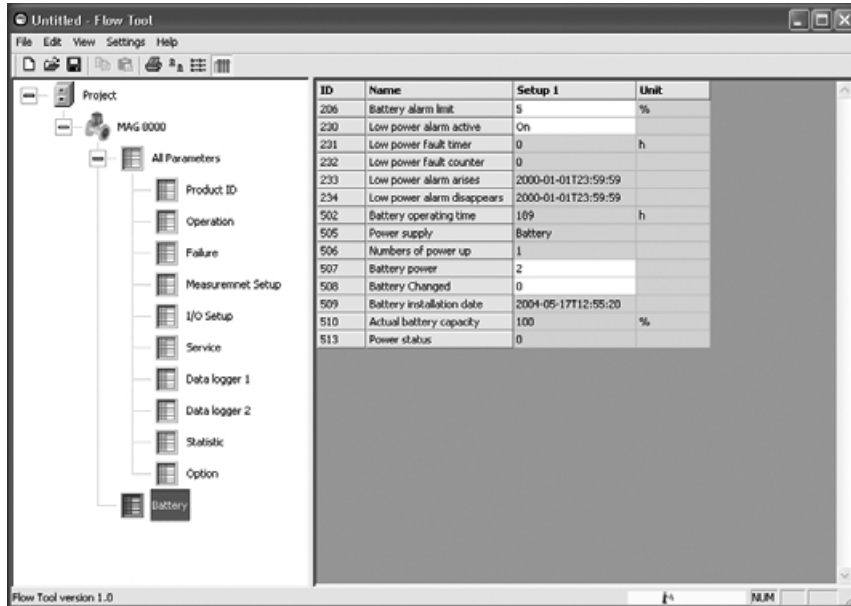 Untitled - Flow Tool
File Edit View Settings Help
Project
MAG 8000
All Parameters
Product ID
Operation
Failure
Measuremnet Setup
I/O Setup
Service
Data logger 1
Data logger 2
Statistic
Option
Battery
ID Name Setup 1 Unit
206 Battery alarm limit 5 %
230 Low power alarm active On
231 Low power fault timer 0 h
232 Low power fault counter 0
233 Low power alarm arises 2000-01-01T23:59:59
234 Low power alarm disappears 2000-01-01T23:59:59
502 Battery operating time 189 h
505 Power supply Battery
506 Numbers of power up 1
507 Battery power 2
508 Battery Changed 0
509 Battery installation date 2004-05-17T12:55:20
510 Actual battery capacity 100 %
513 Power status 0
Flow Tool version 1.0 NUM